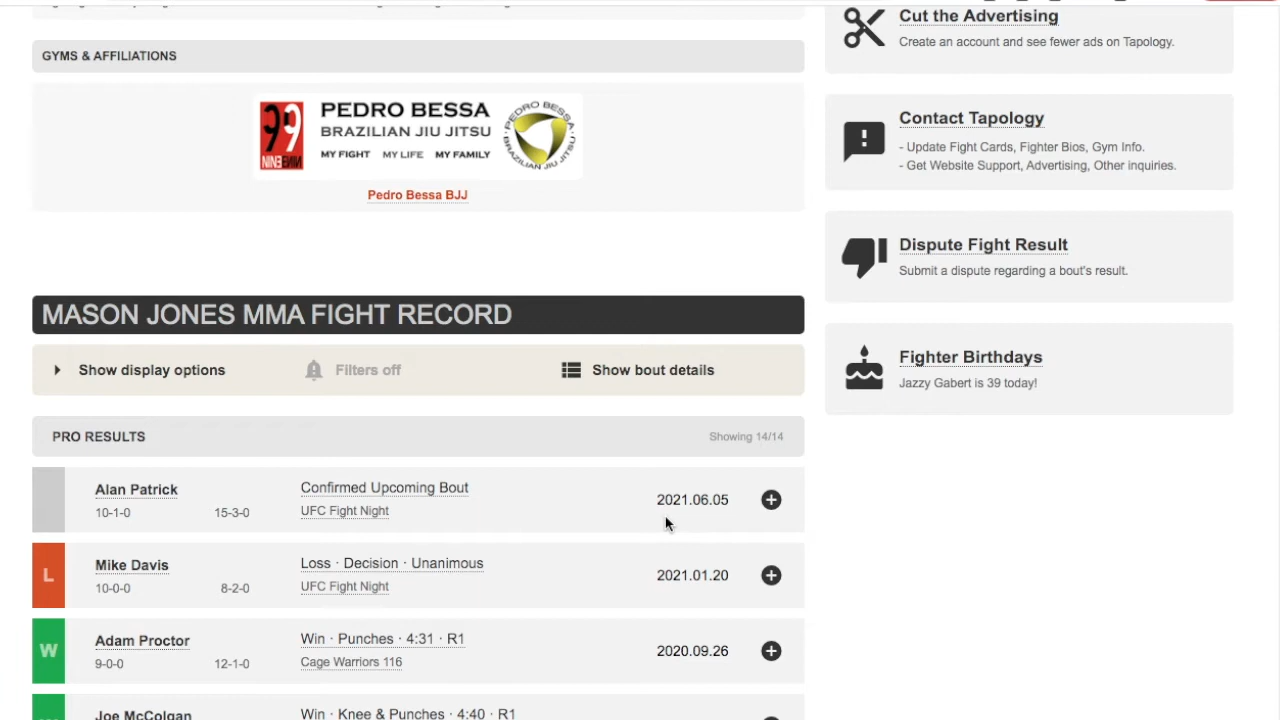 GYMS & AFFILIATIONS
99
NINE
PEDRO BESSA
BRAZILIAN JIU JITSU
MY FIGHT MY LIFE MY FAMILY
PEDRO BESSA
BRAZILIAN JIU JITSU
Pedro Bessa BJJ
MASON JONES MMA FIGHT RECORD
Show display options
Filters off
Show bout details
PRO RESULTS
Showing 14/14
Alan Patrick
Confirmed Upcoming Bout
10-1-0
15-3-0
UFC Fight Night
2021.06.05
L
Mike Davis
Loss · Decision · Unanimous
10-0-0
8-2-0
UFC Fight Night
2021.01.20
W
Adam Proctor
Win · Punches · 4:31 · R1
9-0-0
12-1-0
Cage Warriors 116
2020.09.26
Joe McColgan
Win · Knee & Punches · 4:40 · R1
Cut the Advertising
Create an account and see fewer ads on Tapology.
Contact Tapology
- Update Fight Cards, Fighter Bios, Gym Info.
- Get Website Support, Advertising, Other inquiries.
Dispute Fight Result
Submit a dispute regarding a bout's result.
Fighter Birthdays
Jazzy Gabert is 39 today!